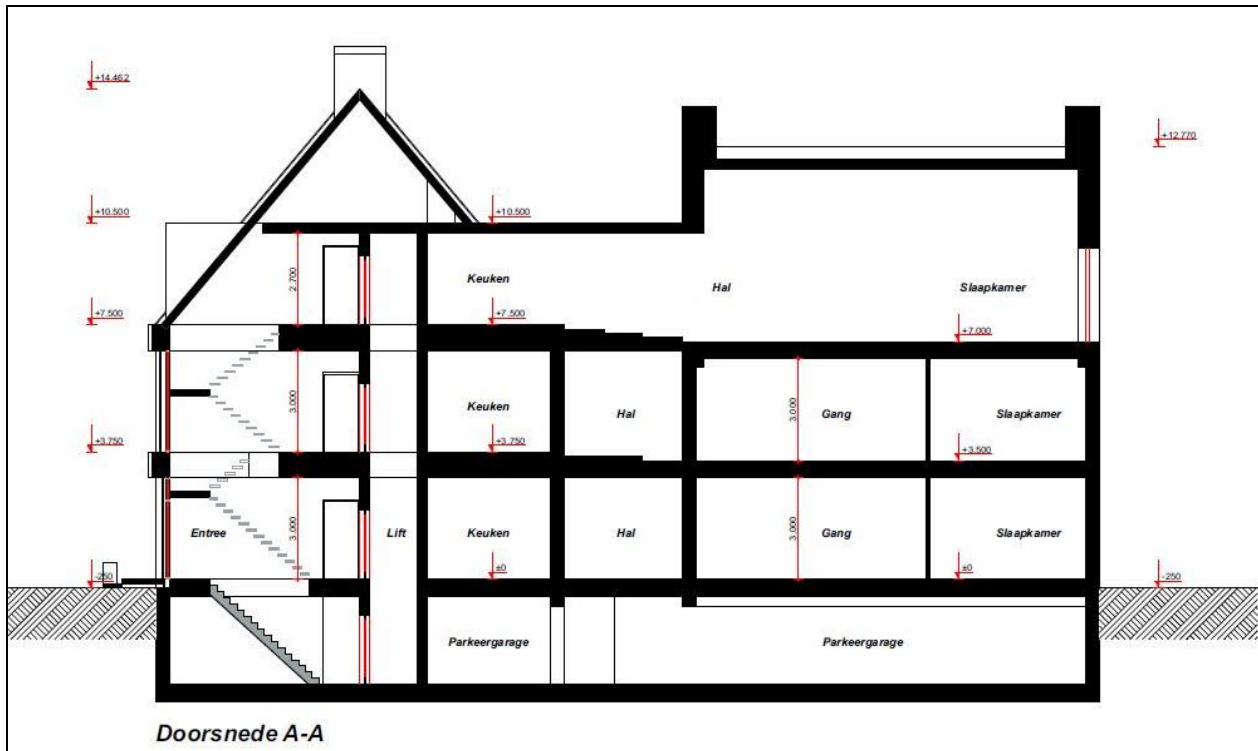 +14.462
+12.770
+10.500
+10.500
2.700
Keuken
Hal
Slaapkamer
+7.500
+7.500
+7.000
3.000
Keuken
Hal
3.000
Gang
Slaapkamer
+3.750
+3.750
+3.500
3.000
Entree
Lift
Keuken
Hal
3.000
Gang
Slaapkamer
-250
±0
±0
-250
Parkeergarage
Parkeergarage
Doorsnede A-A